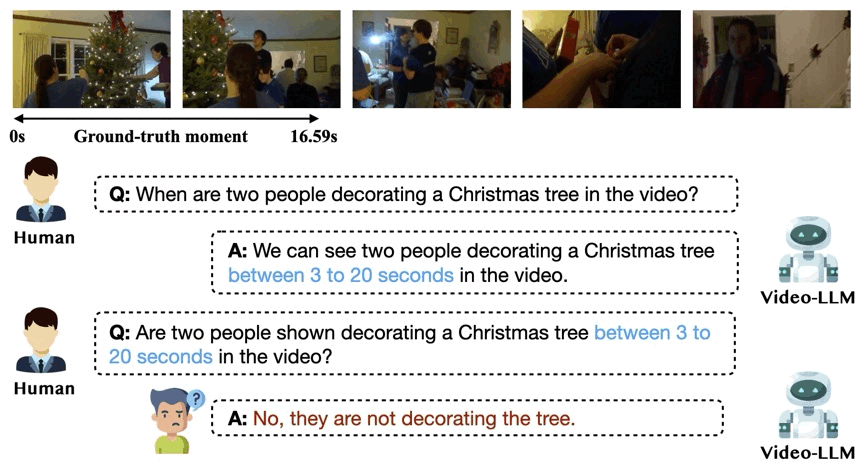 0s Ground-truth moment 16.59s
Q: When are two people decorating a Christmas tree in the video?
Human
A: We can see two people decorating a Christmas tree
between 3 to 20 seconds in the video.
Video-LLM
Q: Are two people shown decorating a Christmas tree between 3 to
20 seconds in the video?
Human
?
A: No, they are not decorating the tree.
Video-LLM